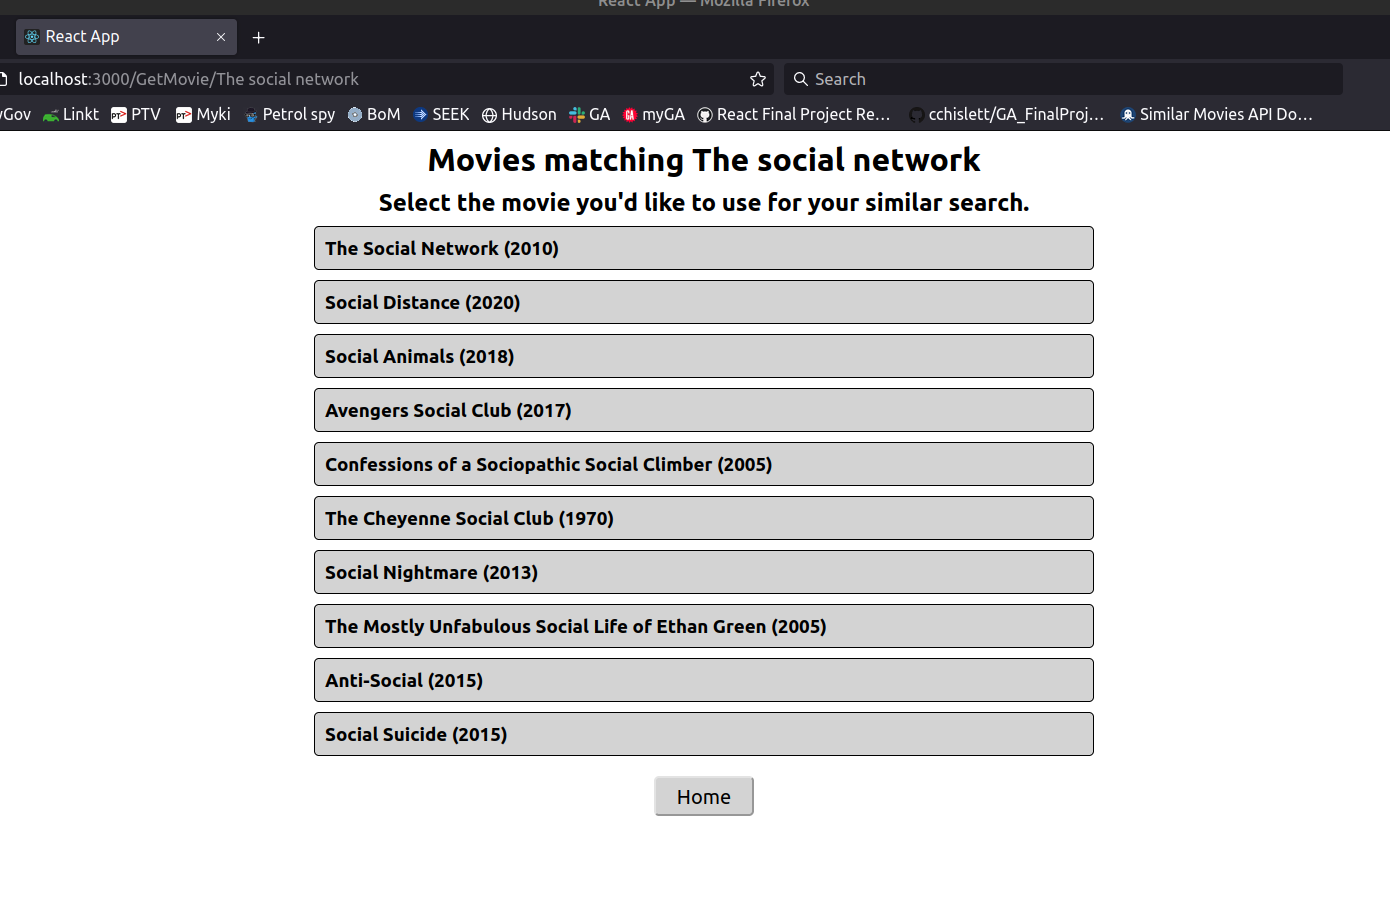 React App — Mozilla Firefox
React App
localhost:3000/GetMovie/The social network
Search
yGov Linkt PTV Myki Petrol spy BoM SEEK Hudson GA myGA React Final Project Re… cchislett/GA_FinalProj… Similar Movies API Do…
Movies matching The social network
Select the movie you'd like to use for your similar search.
The Social Network (2010)
Social Distance (2020)
Social Animals (2018)
Avengers Social Club (2017)
Confessions of a Sociopathic Social Climber (2005)
The Cheyenne Social Club (1970)
Social Nightmare (2013)
The Mostly Unfabulous Social Life of Ethan Green (2005)
Anti-Social (2015)
Social Suicide (2015)
Home